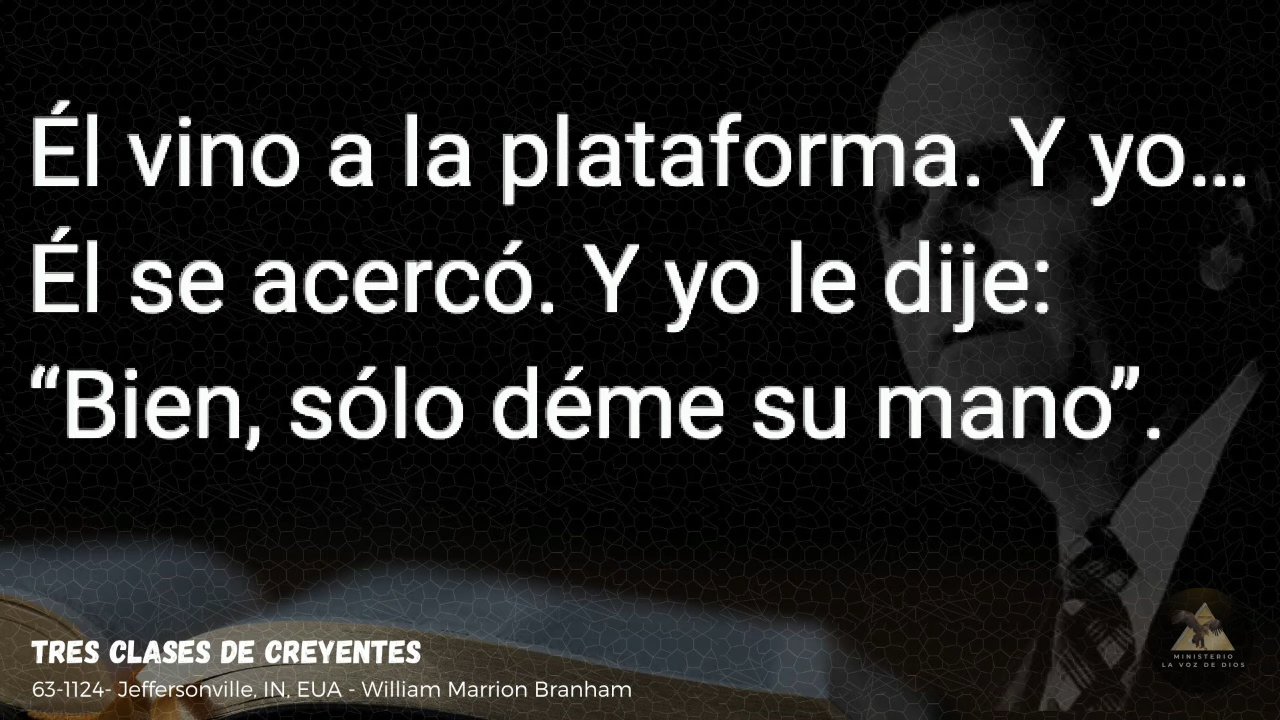 Él vino a la plataforma. Y yo...
Él se acercó. Y yo le dije:
“Bien, sólo déme su mano”.
TRES CLASES DE CREYENTES
63-1124- Jeffersonville, IN, EUA - William Marrion Branham
MINISTERIO
LA VOZ DE DIOS